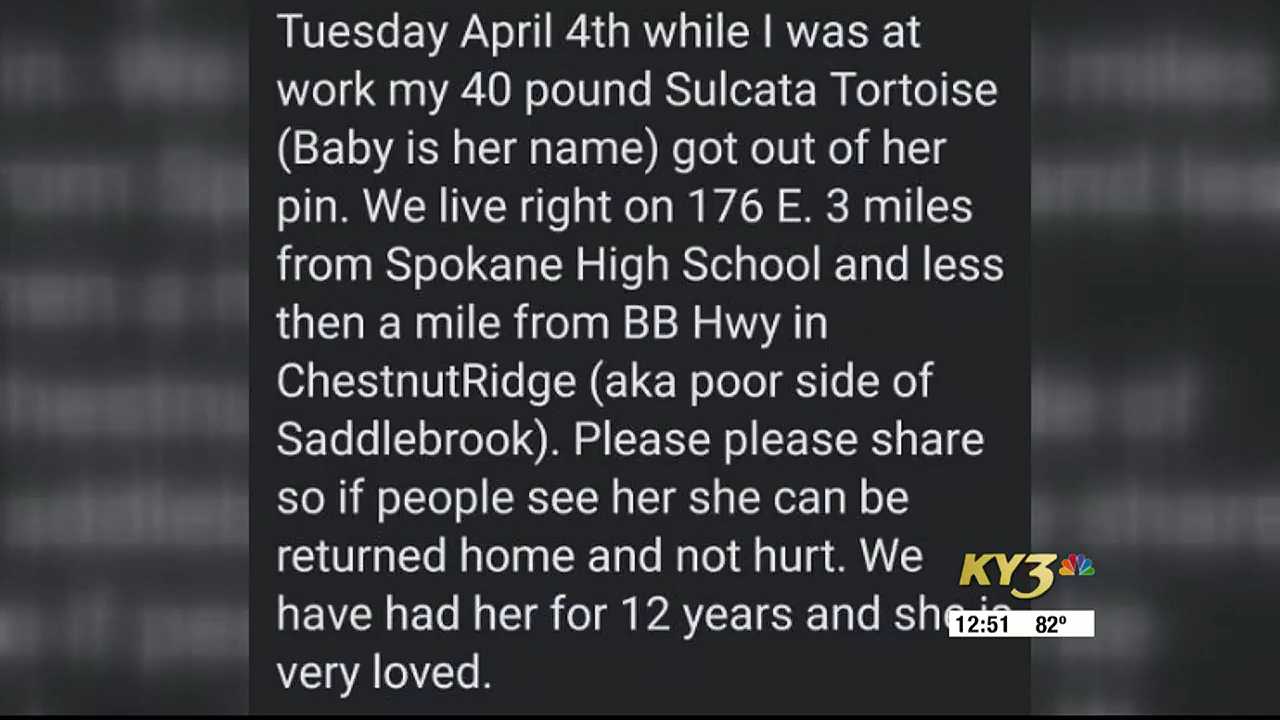 Tuesday April 4th while I was at
work my 40 pound Sulcata Tortoise
(Baby is her name) got out of her
pin. We live right on 176 E. 3 miles
from Spokane High School and less
then a mile from BB Hwy in
ChestnutRidge (aka poor side of
Saddlebrook). Please please share
so if people see her she can be
returned home and not hurt. We
have had her for 12 years and she is
very loved.
KY3
12:51 82º